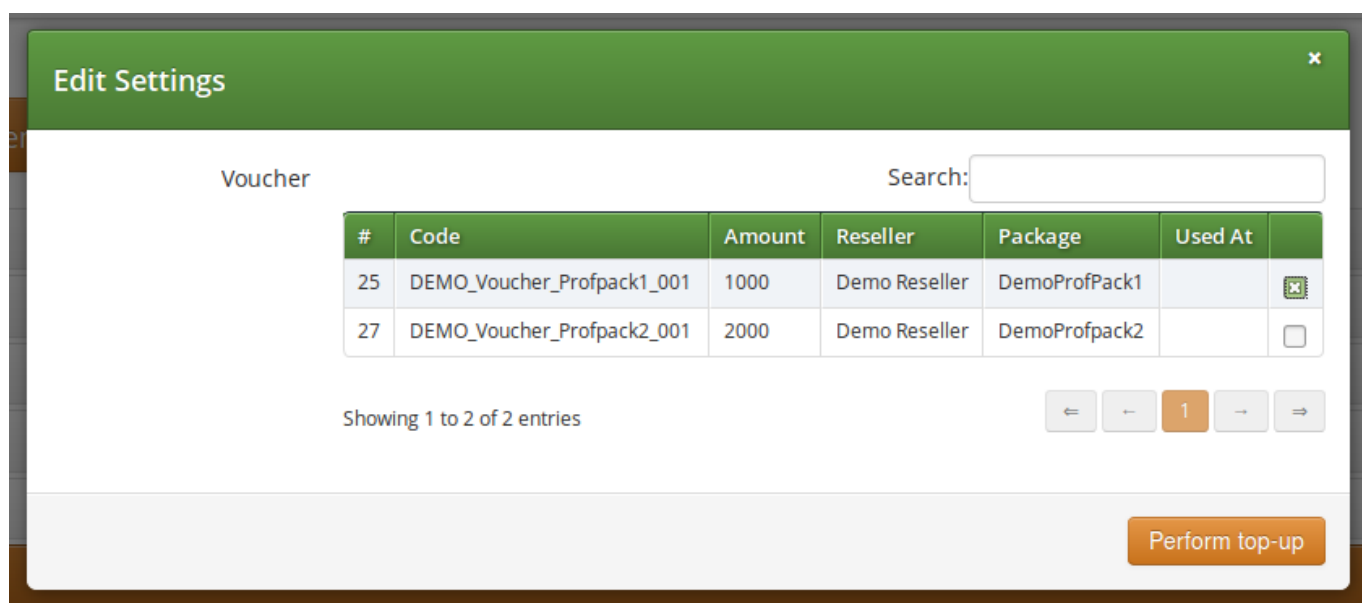 Edit Settings
×
er
Voucher
Search:
# Code Amount Reseller Package Used At
25 DEMO_Voucher_Profpack1_001 1000 Demo Reseller DemoProfPack1
27 DEMO_Voucher_Profpack2_001 2000 Demo Reseller DemoProfpack2
Showing 1 to 2 of 2 entries
⇐ ← 1 → ⇒
Perform top-up